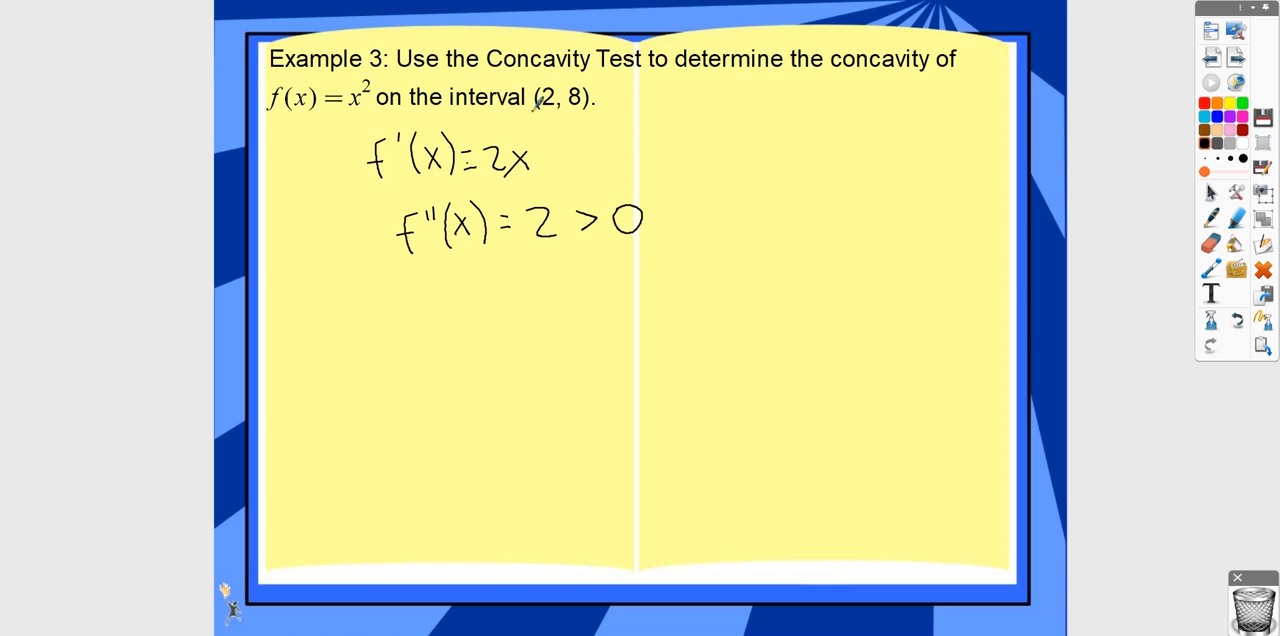 Example 3: Use the Concavity Test to determine the concavity of
f(x) = x² on the interval (2, 8).
f'(x) = 2x
f''(x) = 2 > 0
T